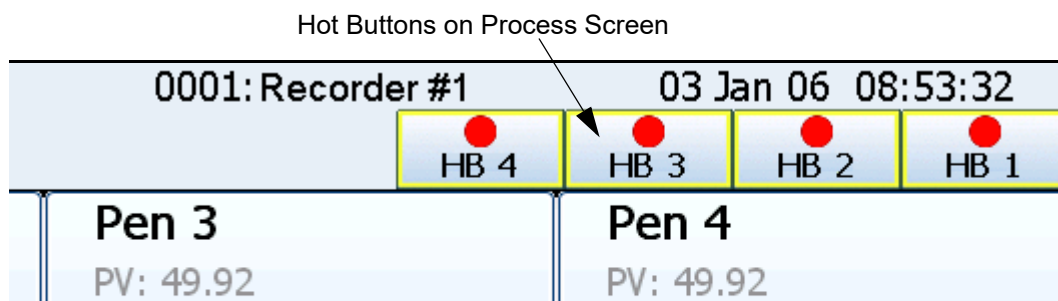 Hot Buttons on Process Screen
0001: Recorder #1 03 Jan 06 08:53:32
HB 4 HB 3 HB 2 HB 1
Pen 3 Pen 4
PV: 49.92 PV: 49.92